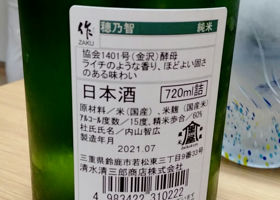 作
ZAKU
穂乃智
純米
協会1401号(金沢)酵母
ライチのような香り、ほどよい固さ
のある味わい
日本酒
720ml詰
原材料/米(国産)、米麹(国産米)
アルコール度数/15度、精米歩合/60%
杜氏氏名/内山智広
製造年月
2021.07
三重県鈴鹿市若松東三丁目9番33号
清水清三郎商店株式会社
4 983422 310222